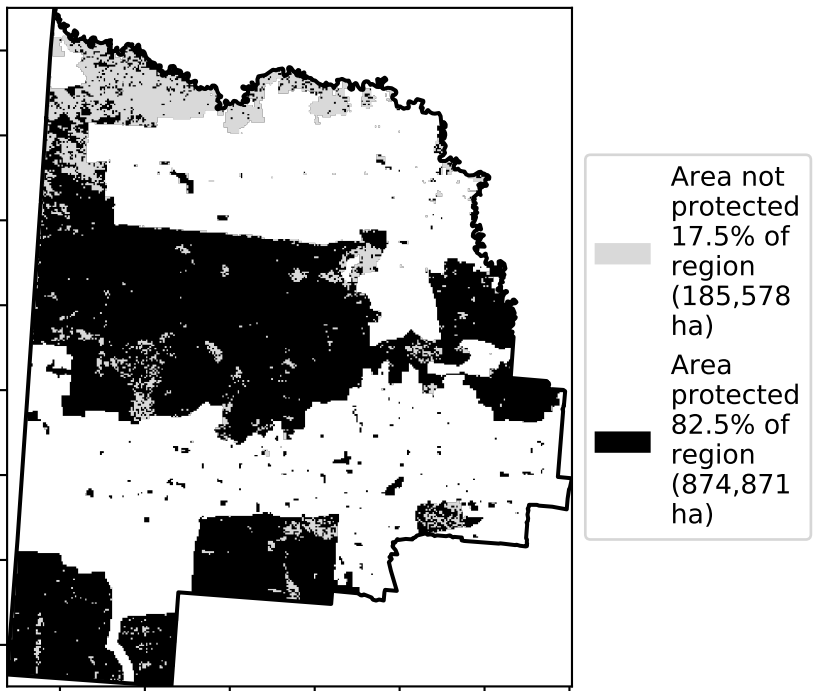 Area not
protected
17.5% of
region
(185,578
ha)
Area
protected
82.5% of
region
(874,871
ha)